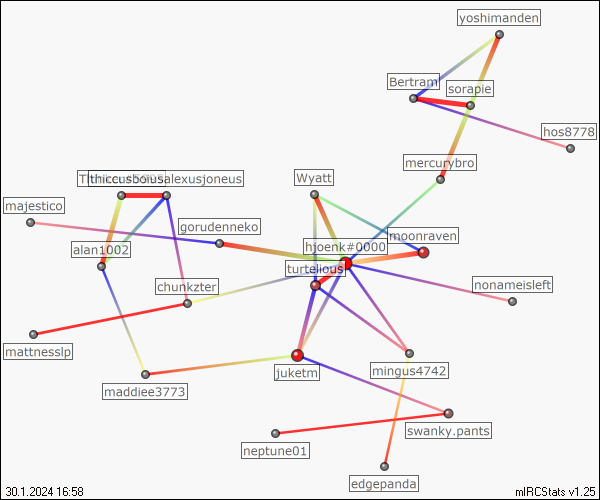 yoshimanden
Bertram
sorapie
hos8778
mercurybro
Wyatt
majestico
gorudenneko
moonraven
hjoenk#0000
alan1002
turtelious
chunkzter
nonameisleft
mattnesslp
juketm
mingus4742
maddiee3773
swanky.pants
neptune01
edgepanda
30.1.2024 16:58
mIRCStats v1.25